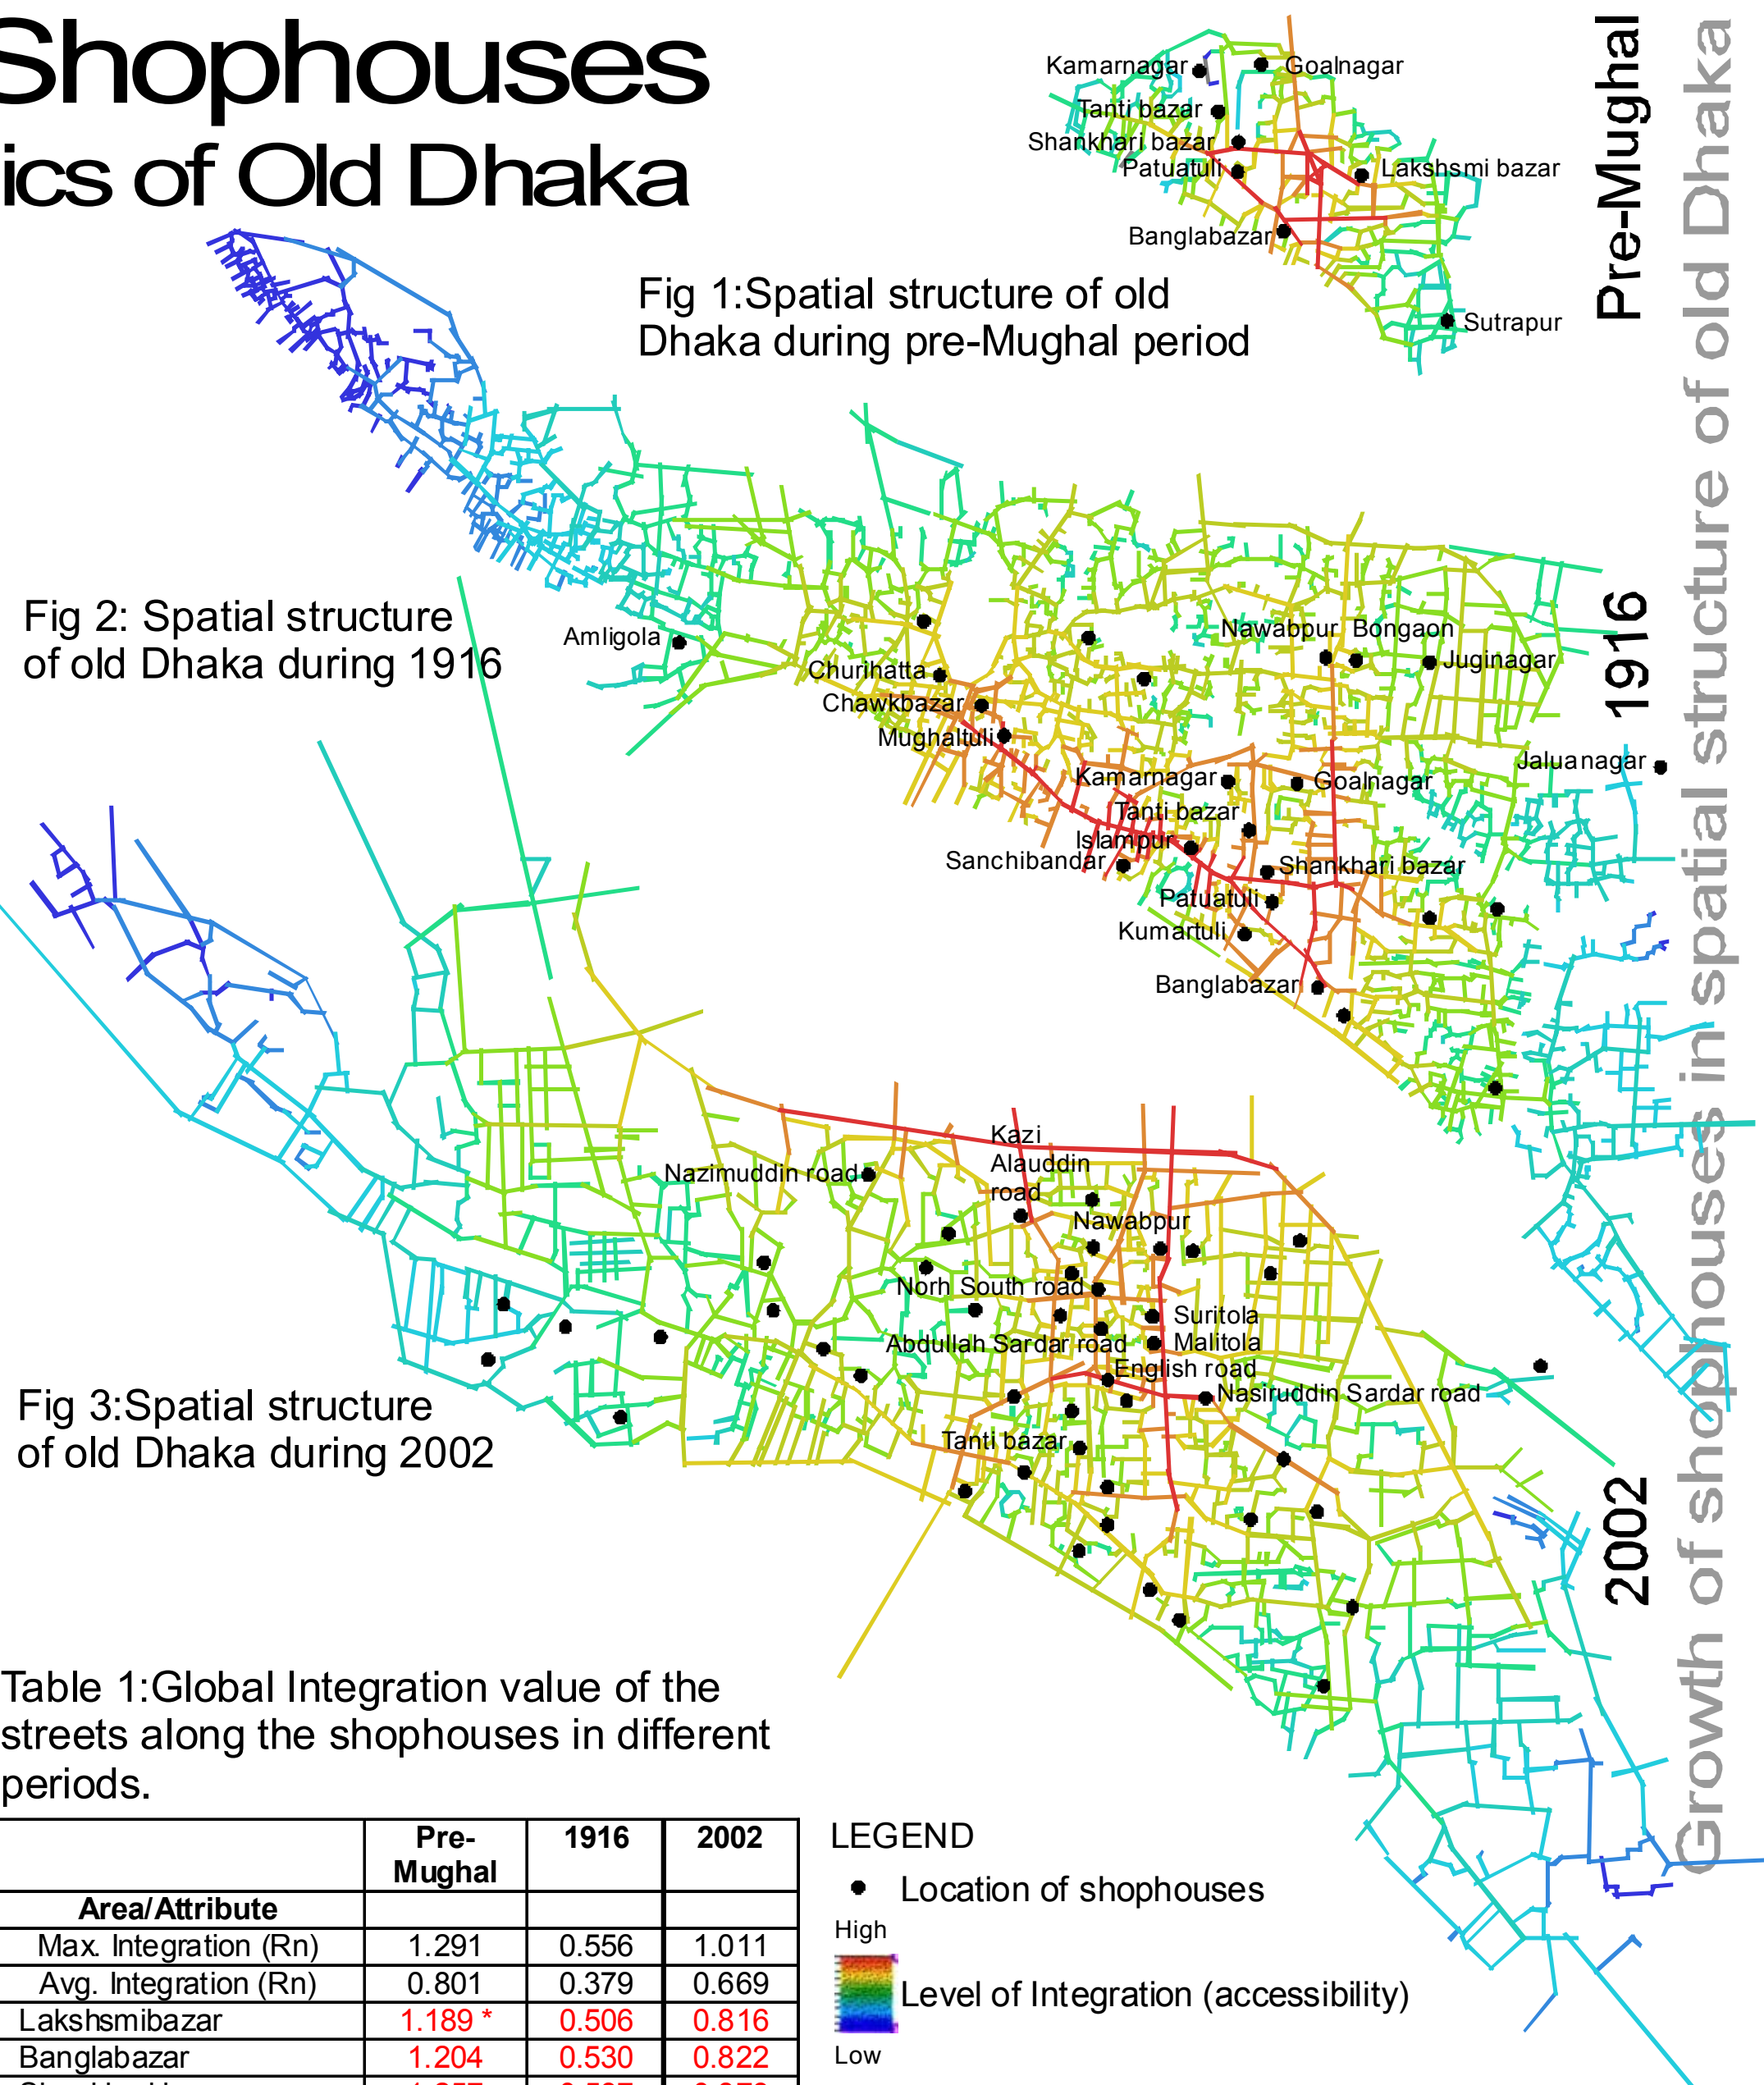 Shophouses
ics of Old Dhaka
Kamarnagar
Goalnagar
Tanti bazar
Shankhari bazar
Patuatuli
Lakshsmi bazar
Banglabazar
Sutrapur
Pre-Mughal
Fig 1:Spatial structure of old
Dhaka during pre-Mughal period
Growth of shophouses in spatial structure of old Dhaka
Fig 2: Spatial structure
of old Dhaka during 1916
1916
Amligola
Churihatta
Chawkbazar
Mughaltuli
Nawabpur
Bongaon
Juginagar
Jaluanagar
Kamarnagar
Goalnagar
Tanti bazar
Islampur
Sanchibandar
Shankhari bazar
Patuatuli
Kumartuli
Banglabazar
Kazi
Alauddin
road
Nazimuddin road
Nawabpur
Norh South road
Suritola
Abdullah Sardar road
Malitola
English road
Nasiruddin Sardar road
Tanti bazar
Fig 3:Spatial structure
of old Dhaka during 2002
2002
Table 1:Global Integration value of the
streets along the shophouses in different
periods.
Pre-
Mughal
1916
2002
Area/Attribute
Max. Integration (Rn) 1.291 0.556 1.011
Avg. Integration (Rn) 0.801 0.379 0.669
Lakshsmibazar 1.189 * 0.506 0.816
Banglabazar 1.204 0.530 0.822
LEGEND
Location of shophouses
High
Level of Integration (accessibility)
Low